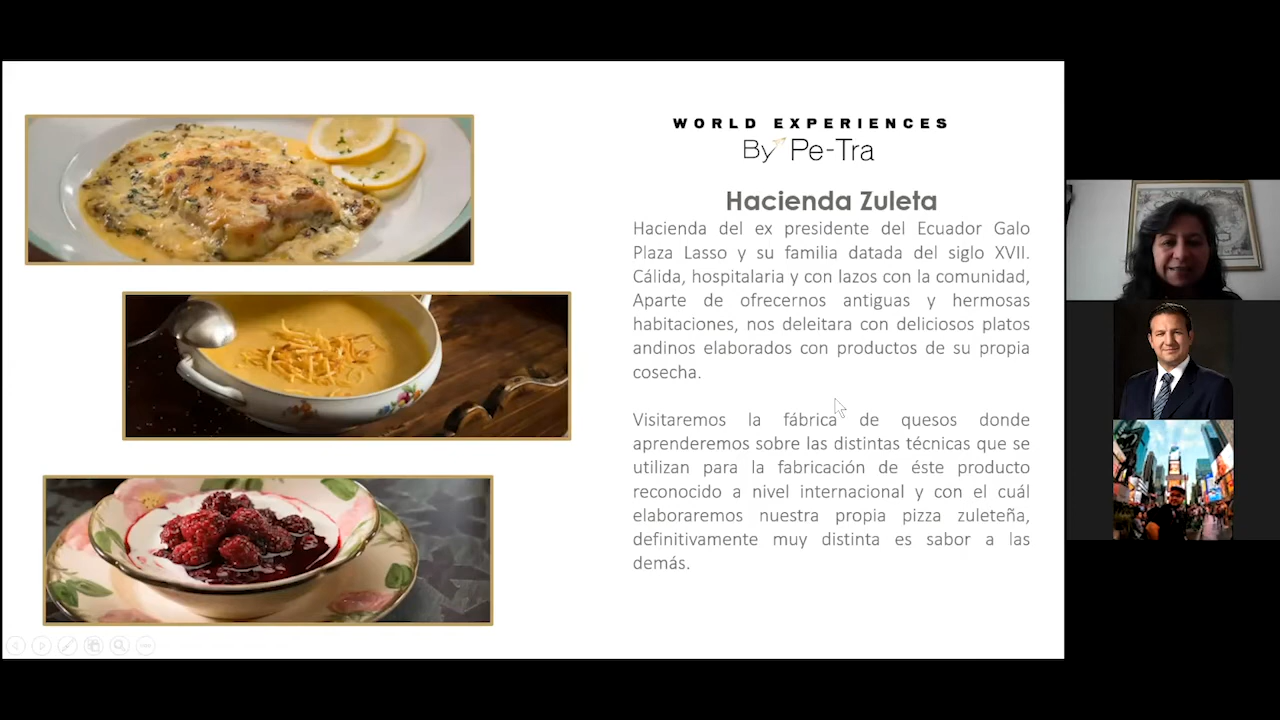 WORLD EXPERIENCES
By Pe-Tra
Hacienda Zuleta
Hacienda del ex presidente del Ecuador Galo
Plaza Lasso y su familia datada del siglo XVII.
Cálida, hospitalaria y con lazos con la comunidad,
Aparte de ofrecernos antiguas y hermosas
habitaciones, nos deleitara con deliciosos platos
andinos elaborados con productos de su propia
cosecha.
Visitaremos la fábrica de quesos donde
aprenderemos sobre las distintas técnicas que se
utilizan para la fabricación de éste producto
reconocido a nivel internacional y con el cuál
elaboraremos nuestra propia pizza zuleteña,
definitivamente muy distinta es sabor a las
demás.